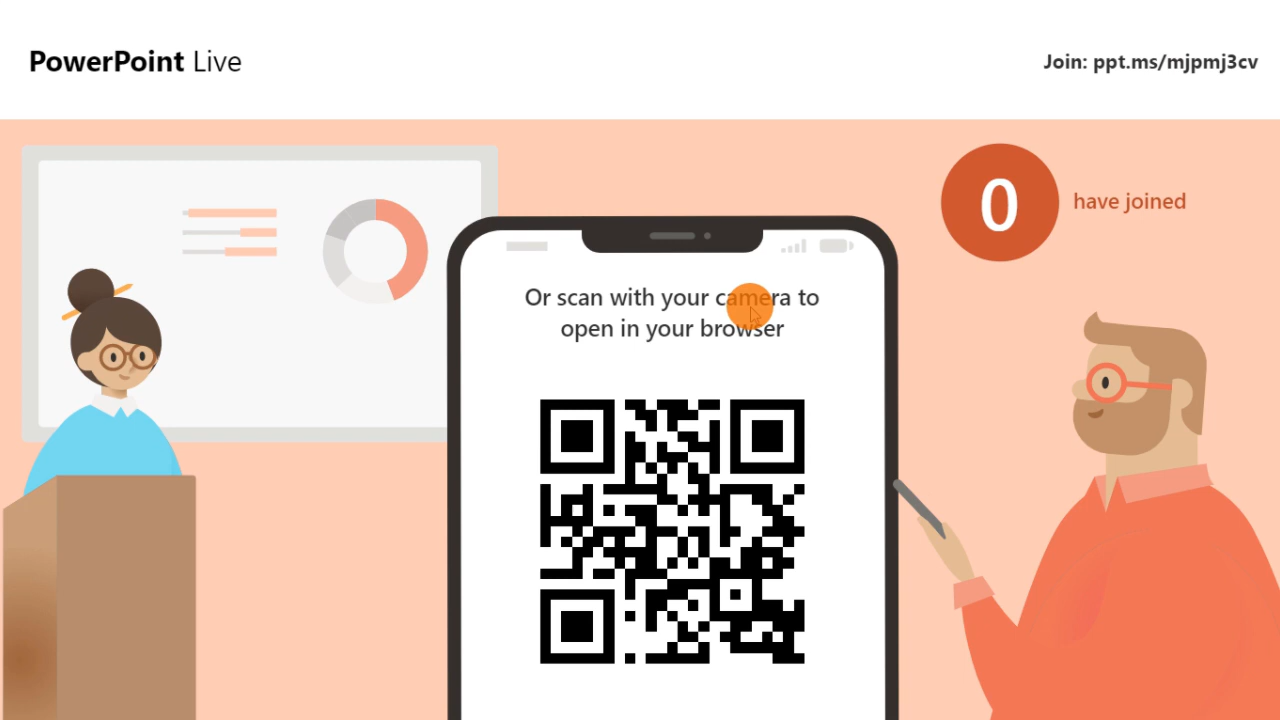 PowerPoint Live
Join: ppt.ms/mjpmj3cv
0
have joined
Or scan with your camera to
open in your browser